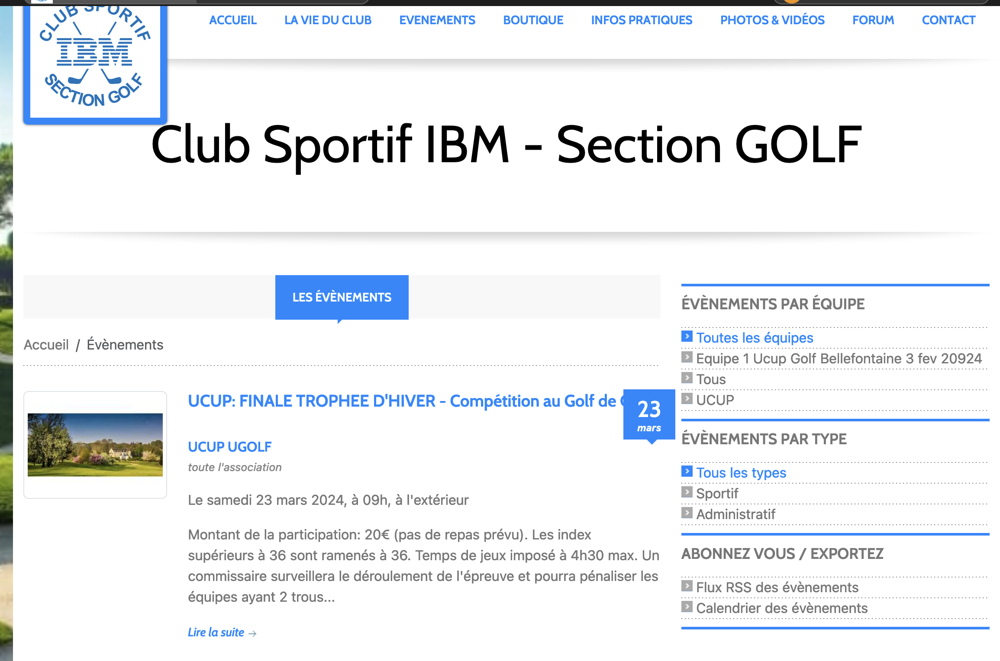 CLUB SPORTIF
IBM
SECTION GOLF
ACCUEIL LA VIE DU CLUB EVENEMENTS BOUTIQUE INFOS PRATIQUES PHOTOS & VIDÉOS FORUM CONTACT
Club Sportif IBM - Section GOLF
LES ÉVÈNEMENTS
Accueil / Évènements
UCUP: FINALE TROPHEE D'HIVER - Compétition au Golf de
23
mars
UCUP UGOLF
toute l'association
Le samedi 23 mars 2024, à 09h, à l'extérieur
Montant de la participation: 20€ (pas de repas prévu). Les index
supérieurs à 36 sont ramenés à 36. Temps de jeux imposé à 4h30 max. Un
commissaire surveillera le déroulement de l'épreuve et pourra pénaliser les
équipes ayant 2 trous...
Lire la suite →
ÉVÈNEMENTS PAR ÉQUIPE
Toutes les équipes
Equipe 1 Ucup Golf Bellefontaine 3 fev 20924
Tous
UCUP
ÉVÈNEMENTS PAR TYPE
Tous les types
Sportif
Administratif
ABONNEZ VOUS / EXPORTEZ
Flux RSS des évènements
Calendrier des évènements